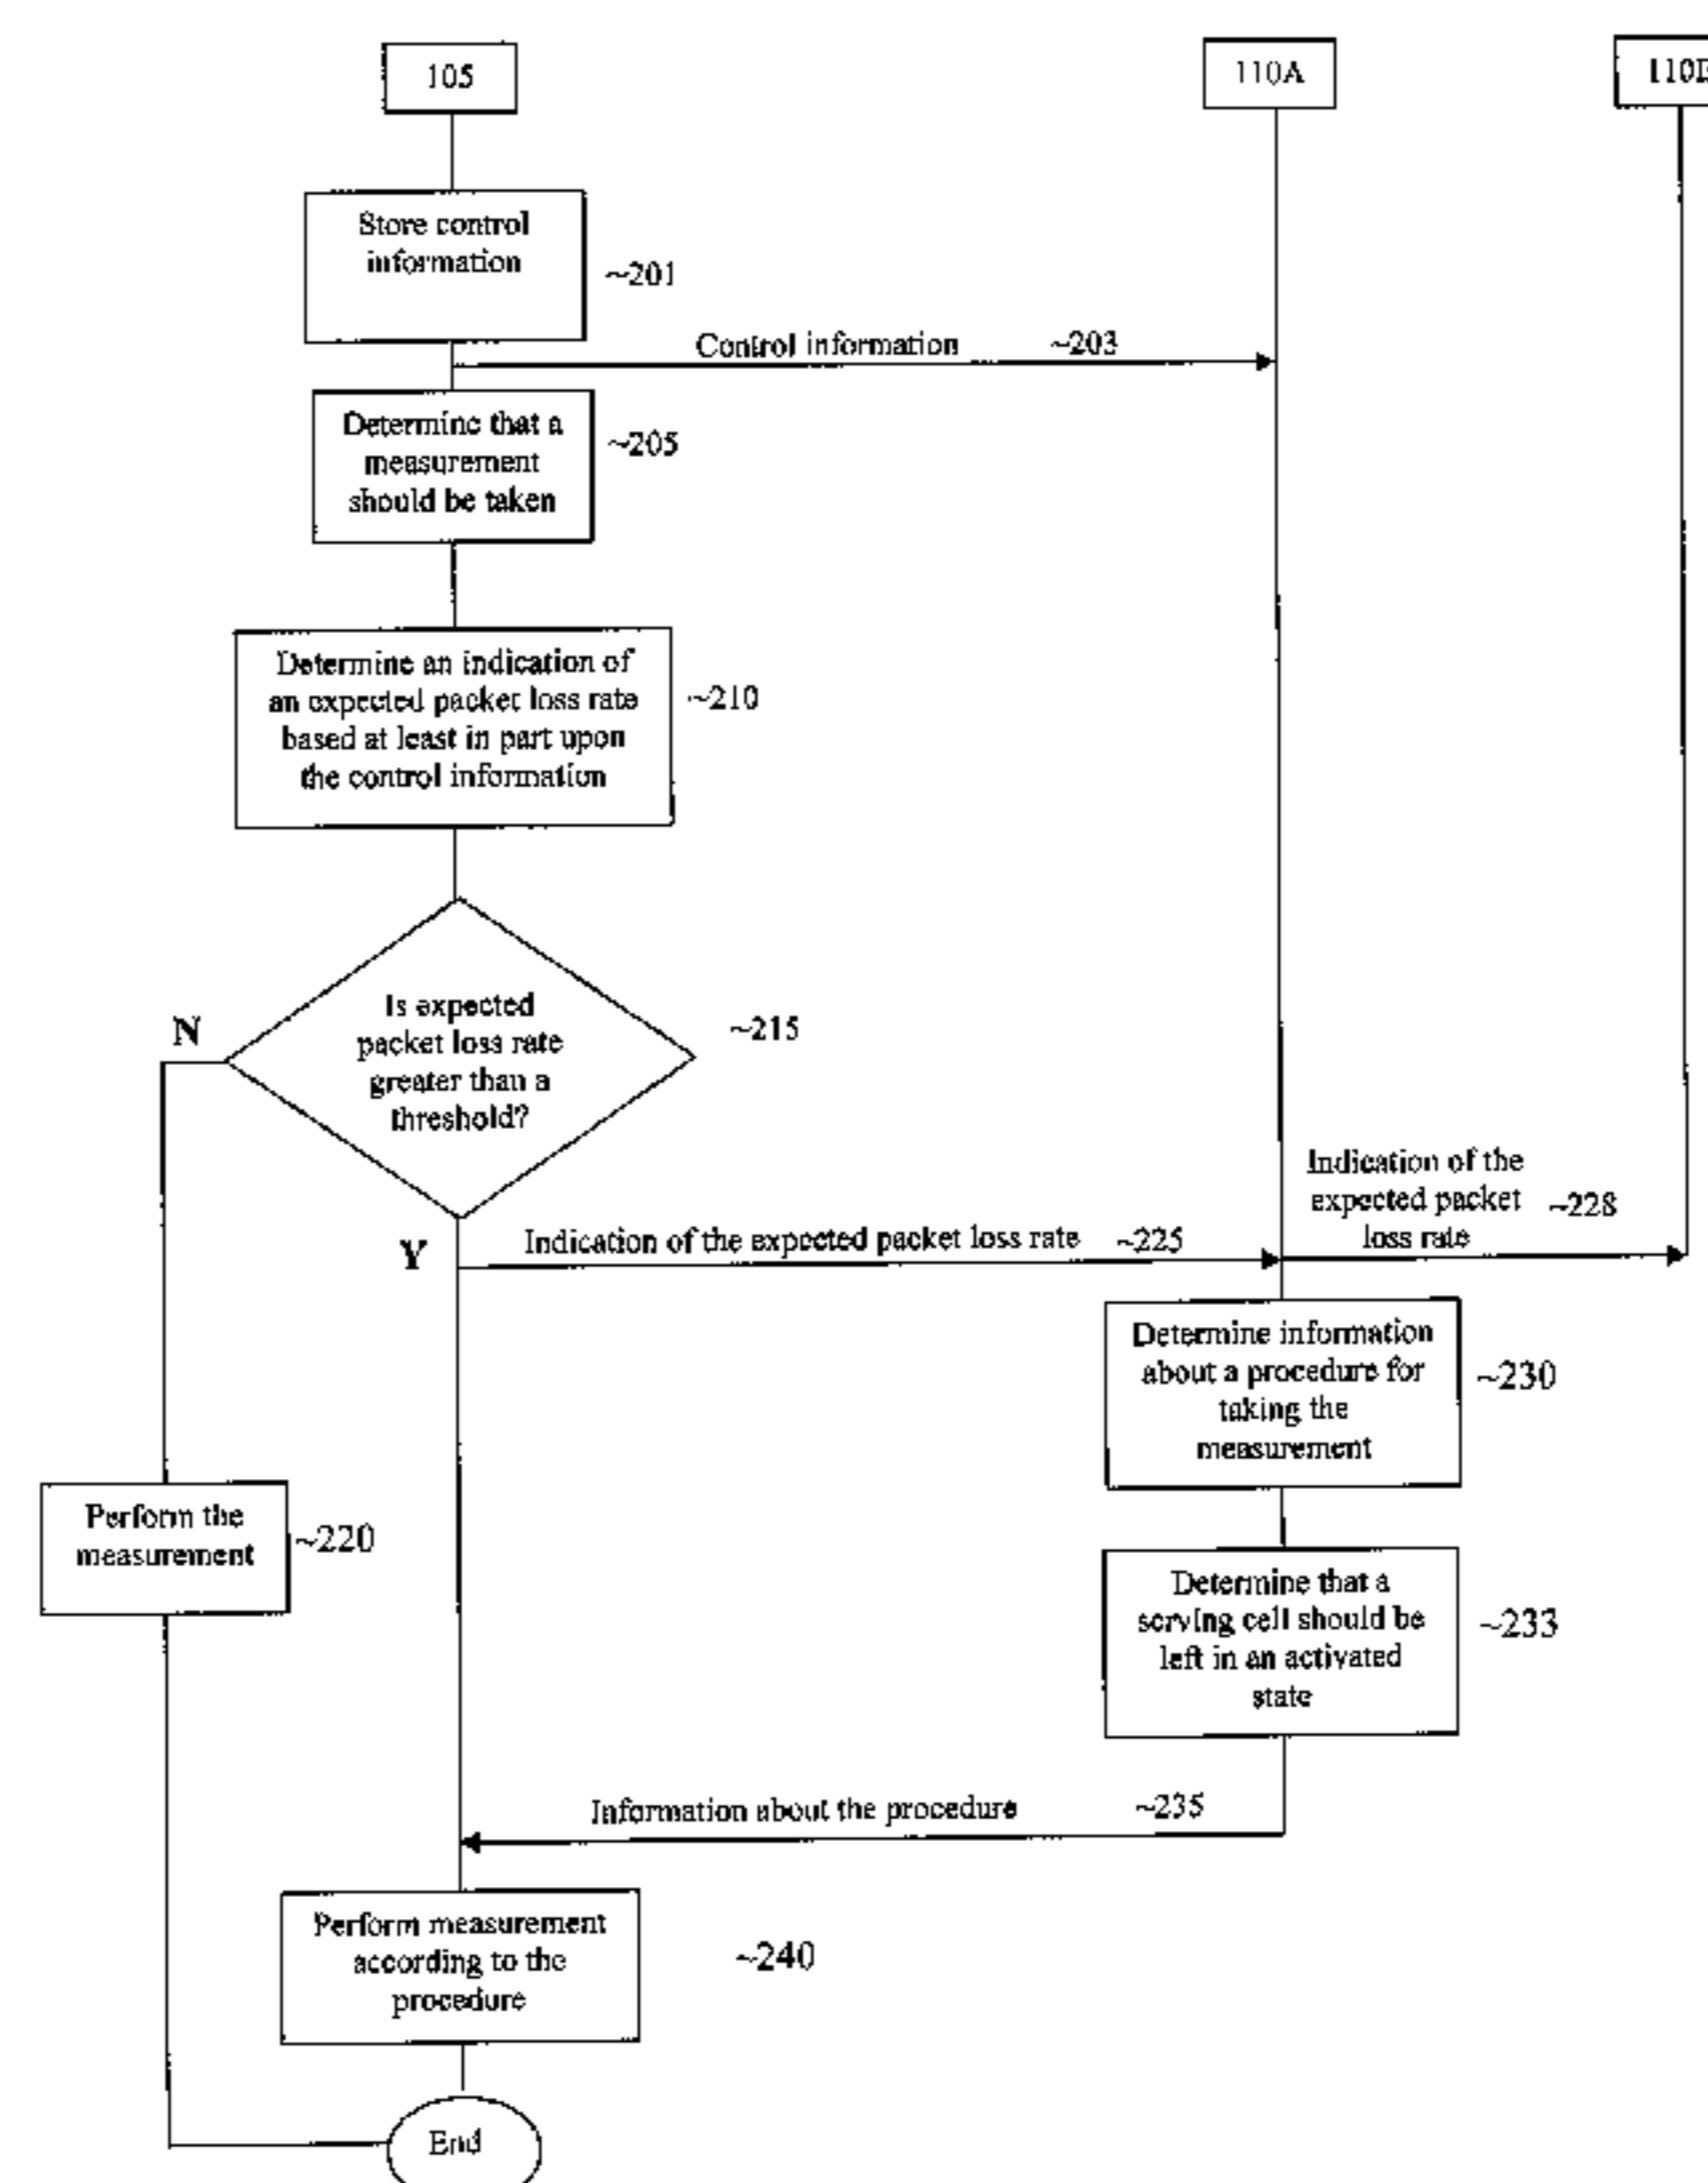 105
110A
110B
Store control
information
~201
Control information ~203
Determine that a
measurement
should be taken
~205
Determine an indication of
an expected packet loss rate
based at least in part upon
the control information
~210
Is expected
packet loss rate
greater than a
threshold?
~215
N
Y
Indication of the expected packet loss rate ~225
Indication of the
expected packet
loss rate
~228
Determine information
about a procedure for
taking the
measurement
~230
Perform the
measurement
~220
Determine that a
serving cell should be
left in an activated
state
~233
Information about the procedure ~235
Perform measurement
according to the
procedure
~240
End